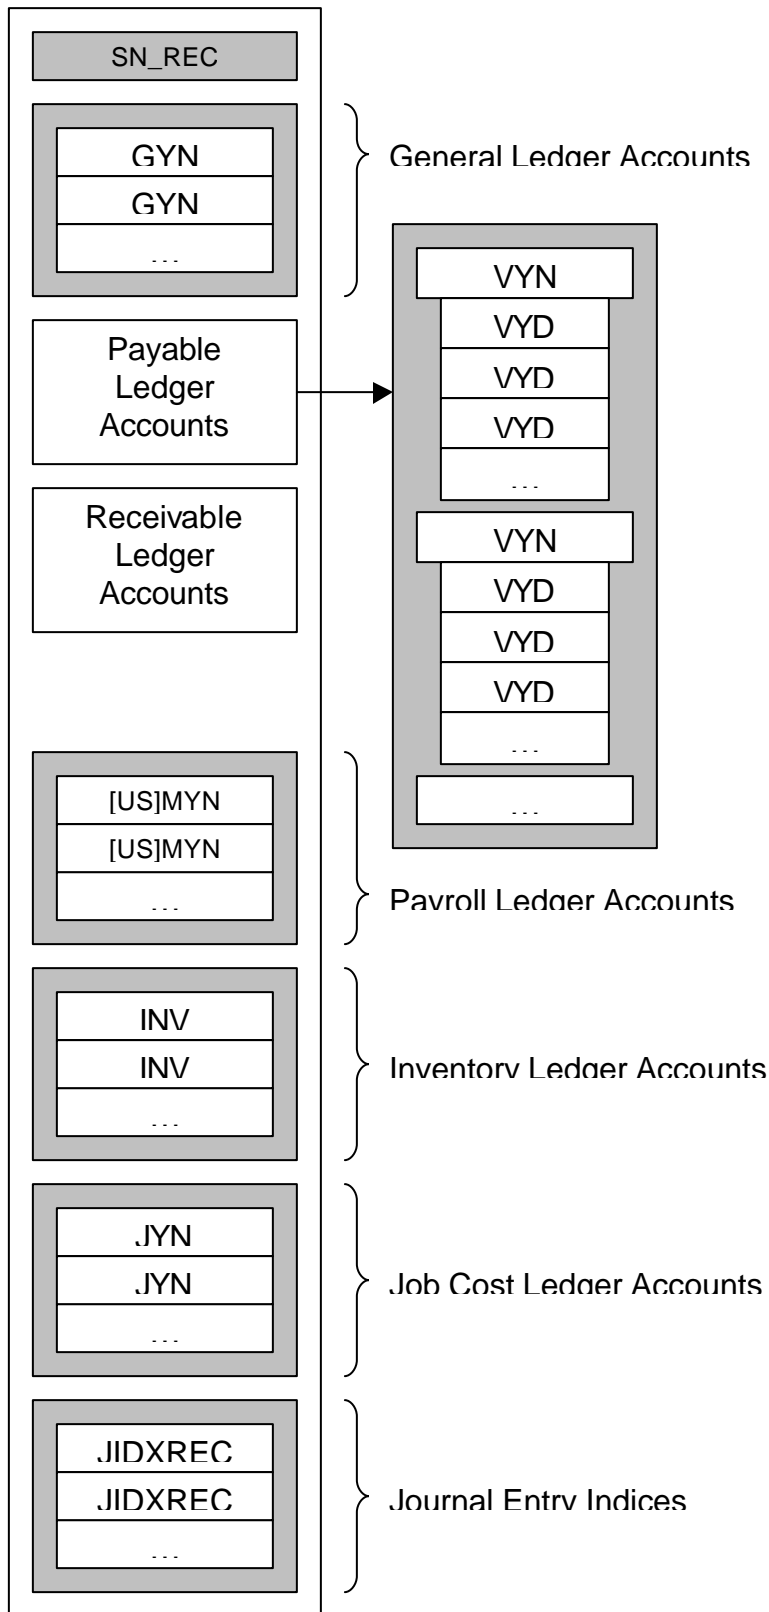 SN_REC
GYN
GYN
...
General Ledger Accounts
Payable
Ledger
Accounts
VYN
VYD
VYD
VYD
...
VYN
VYD
VYD
VYD
...
...
Receivable
Ledger
Accounts
[US]MYN
[US]MYN
...
Payroll Ledger Accounts
INV
INV
...
Inventory Ledger Accounts
JYN
JYN
...
Job Cost Ledger Accounts
JIDXREC
JIDXREC
...
Journal Entry Indices